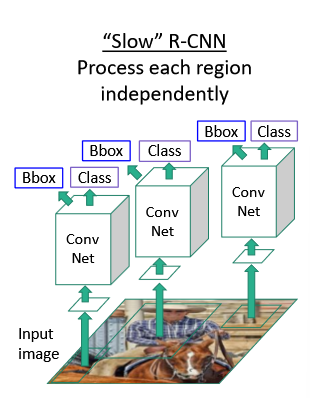 “Slow” R-CNN
Process each region
independently
Bbox Class
Bbox Class
Bbox Class
Conv
Net
Conv
Net
Conv
Net
Input
image